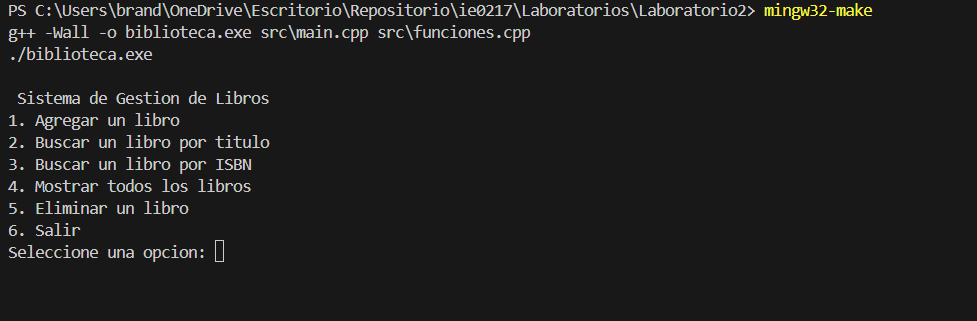 PS C:\Users\brand\OneDrive\Escritorio\Repositorio\ie0217\Laboratorios\Laboratorio2> mingw32-make
g++ -Wall -o biblioteca.exe src\main.cpp src\funciones.cpp
./biblioteca.exe
Sistema de Gestion de Libros
1. Agregar un libro
2. Buscar un libro por titulo
3. Buscar un libro por ISBN
4. Mostrar todos los libros
5. Eliminar un libro
6. Salir
Seleccione una opcion: